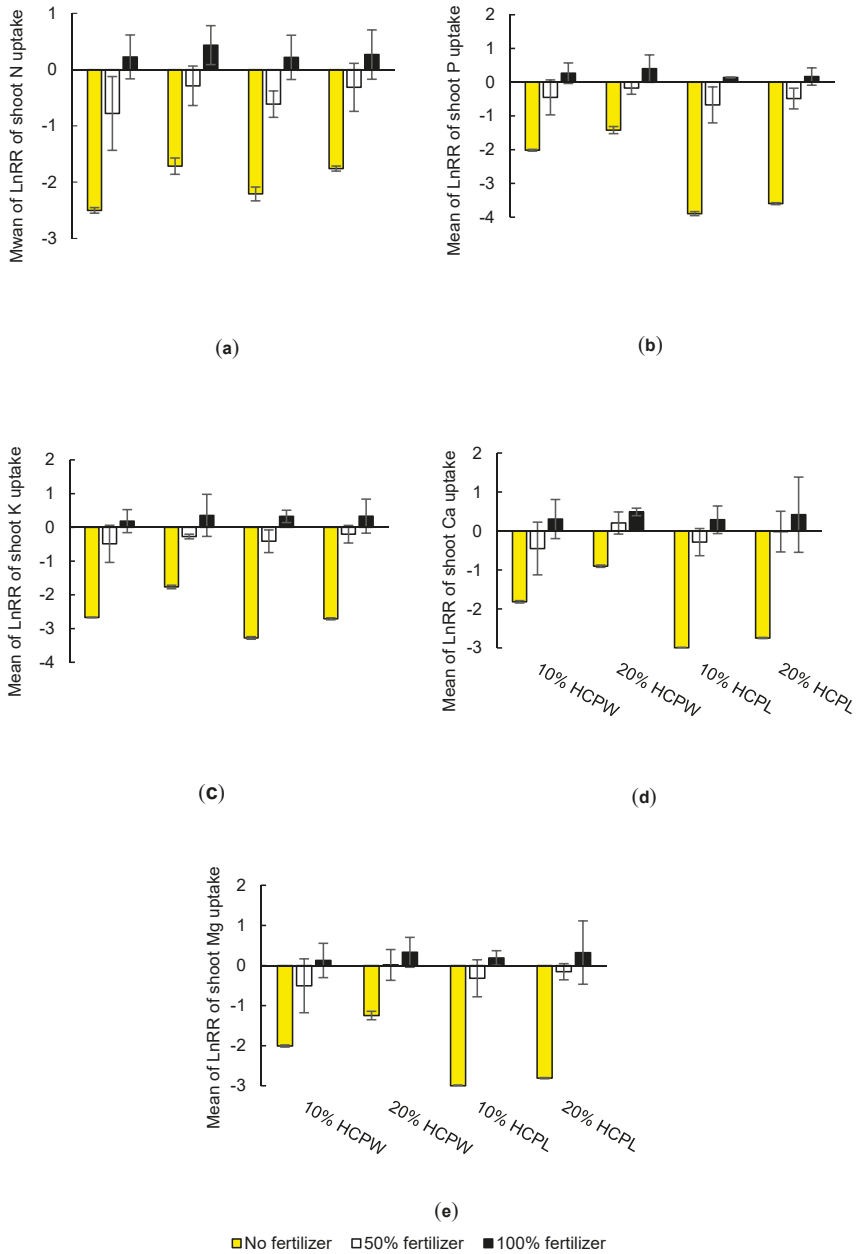 Mwan of LnRR of shoot N uptake
1
0
-1
-2
-3
(a)
Mean of LnRR of shoot P uptake
2
0
-2
-4
(b)
Mean of LnRR of shoot K uptake
2
1
0
-1
-2
-3
-4
(c)
Mean of LnRR of shoot Ca uptake
2
1
0
-1
-2
-3
10% HCPW
20% HCPW
10% HCPL
20% HCPL
(d)
Mean of LnRR of shoot Mg uptake
2
1
0
-1
-2
-3
10% HCPW
20% HCPW
10% HCPL
20% HCPL
(e)
No fertilizer 50% fertilizer 100% fertilizer